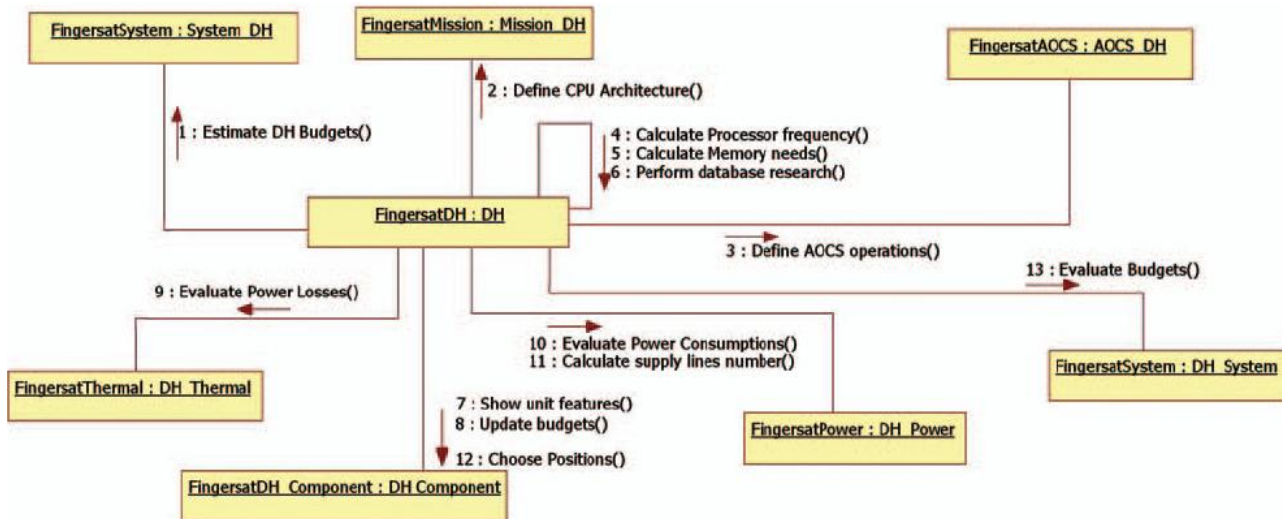 FingersatSystem : System_DH
FingersatMission : Mission_DH
FingersatAOCS : AOCS_DH
2 : Define CPU Architecture()
1 : Estimate DH Budgets()
4 : Calculate Processor frequency()
5 : Calculate Memory needs()
6 : Perform database research()
FingersatDH : DH
3 : Define AOCS operations()
13 : Evaluate Budgets()
9 : Evaluate Power Losses()
10 : Evaluate Power Consumptions()
11 : Calculate supply lines number()
FingersatThermal : DH_Thermal
FingersatSystem : DH_System
7 : Show unit features()
8 : Update budgets()
12 : Choose Positions()
FingersatPower : DH_Power
FingersatDH_Component : DH Component